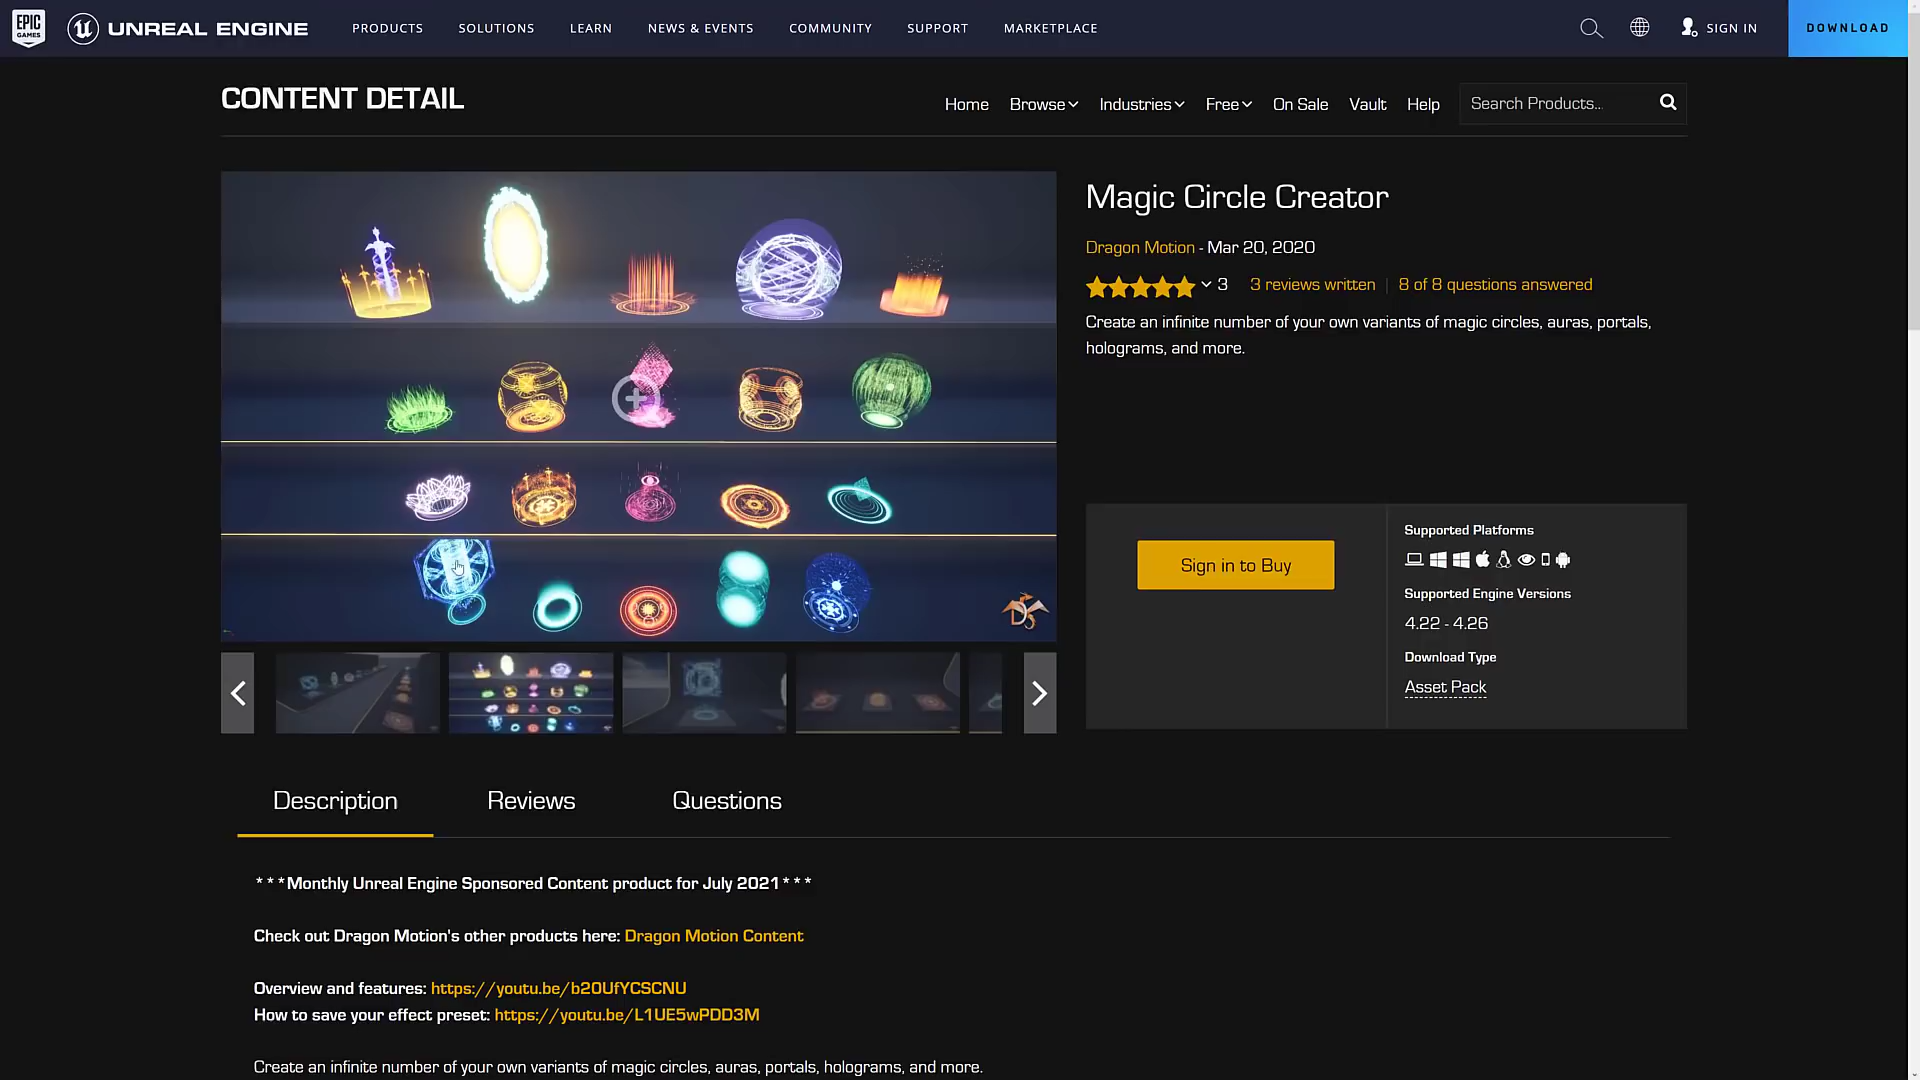 EPIC GAMES
UNREAL ENGINE
PRODUCTS
SOLUTIONS
LEARN
NEWS & EVENTS
COMMUNITY
SUPPORT
MARKETPLACE
SIGN IN
DOWNLOAD
CONTENT DETAIL
Home
Browse
Industries
Free
On Sale
Vault
Help
Search Products...
Magic Circle Creator
Dragon Motion - Mar 20, 2020
3
3 reviews written
8 of 8 questions answered
Create an infinite number of your own variants of magic circles, auras, portals,
holograms, and more.
Sign in to Buy
Supported Platforms
Supported Engine Versions
4.22 - 4.26
Download Type
Asset Pack
Description
Reviews
Questions
***Monthly Unreal Engine Sponsored Content product for July 2021***
Check out Dragon Motion's other products here: Dragon Motion Content
Overview and features: https://youtu.be/b20UfYCSCNU
How to save your effect preset: https://youtu.be/L1UE5wPDD3M
Create an infinite number of your own variants of magic circles, auras, portals, holograms, and more.